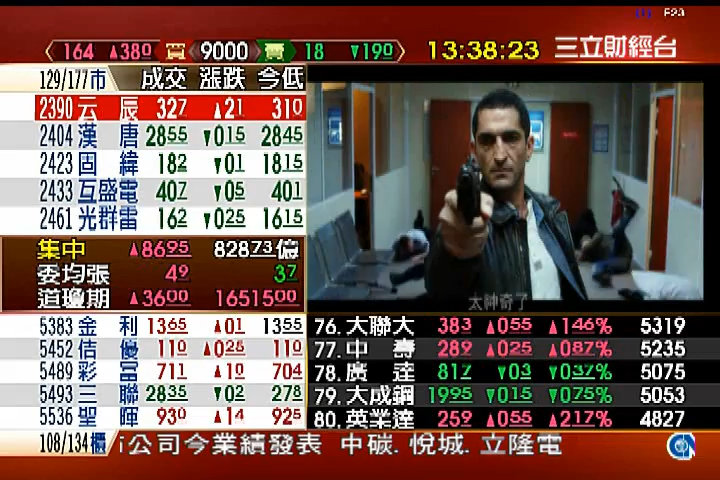 F23
164 ▲380 買 9000 賣 18 ▼190 13:38:23 三立財經台
129/177市 成交 漲跌 今低
2390 云辰 327 ▲21 310
2404 漢唐 2855 ▼015 2845
2423 固緯 182 ▼01 1815
2433 互盛電 407 ▼05 401
2461 光群雷 162 ▼025 1615
太神奇了
集中 ▲8695 82873億
委均張 49 37
道瓊期 ▲3600 1651500
5383 金利 1365 ▲01 1355
5452 佶優 110 ▲025 110
5489 彩富 711 ▲10 704
5493 三聯 2835 ▼02 278
5536 聖暉 930 ▲14 925
76. 大聯大 383 ▲055 ▲146% 5319
77. 中壽 289 ▲025 ▲087% 5235
78. 廣達 817 ▼03 ▼037% 5075
79. 大成鋼 1995 ▼015 ▼075% 5053
80. 英業達 259 ▲055 ▲217% 4827
108/134櫃 市公司今業績發表 中碳. 悅城. 立隆電